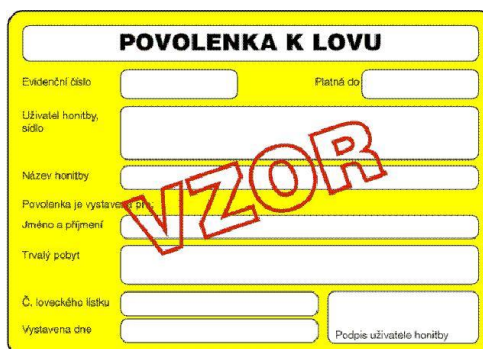 POVOLENKA K LOVU
Evidenční číslo
Platná do
Uživatel honitby,
sídlo
Název honitby
Povolenka je vystavena pro:
Jméno a příjmení
Trvalý pobyt
Č. loveckého lístku
Vystavena dne
Podpis uživatele honitby
VZOR